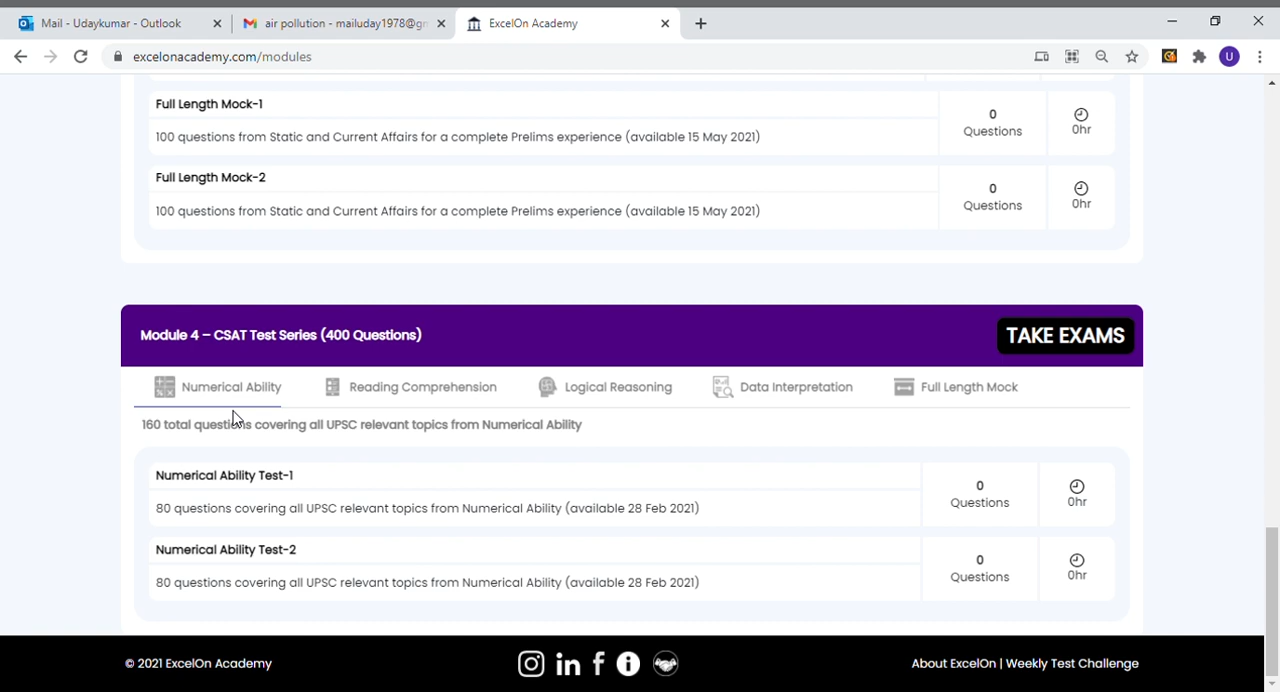 Mail - Udaykumar - Outlook
air pollution - mailuday1978@gr
ExcelOn Academy
excelonacademy.com/modules
U
Full Length Mock-1
100 questions from Static and Current Affairs for a complete Prelims experience (available 15 May 2021)
0
Questions
0hr
Full Length Mock-2
100 questions from Static and Current Affairs for a complete Prelims experience (available 15 May 2021)
0
Questions
0hr
Module 4 – CSAT Test Series (400 Questions)
TAKE EXAMS
Numerical Ability
Reading Comprehension
Logical Reasoning
Data Interpretation
Full Length Mock
160 total questions covering all UPSC relevant topics from Numerical Ability
Numerical Ability Test-1
80 questions covering all UPSC relevant topics from Numerical Ability (available 28 Feb 2021)
0
Questions
0hr
Numerical Ability Test-2
80 questions covering all UPSC relevant topics from Numerical Ability (available 28 Feb 2021)
0
Questions
0hr
© 2021 ExcelOn Academy
About ExcelOn | Weekly Test Challenge